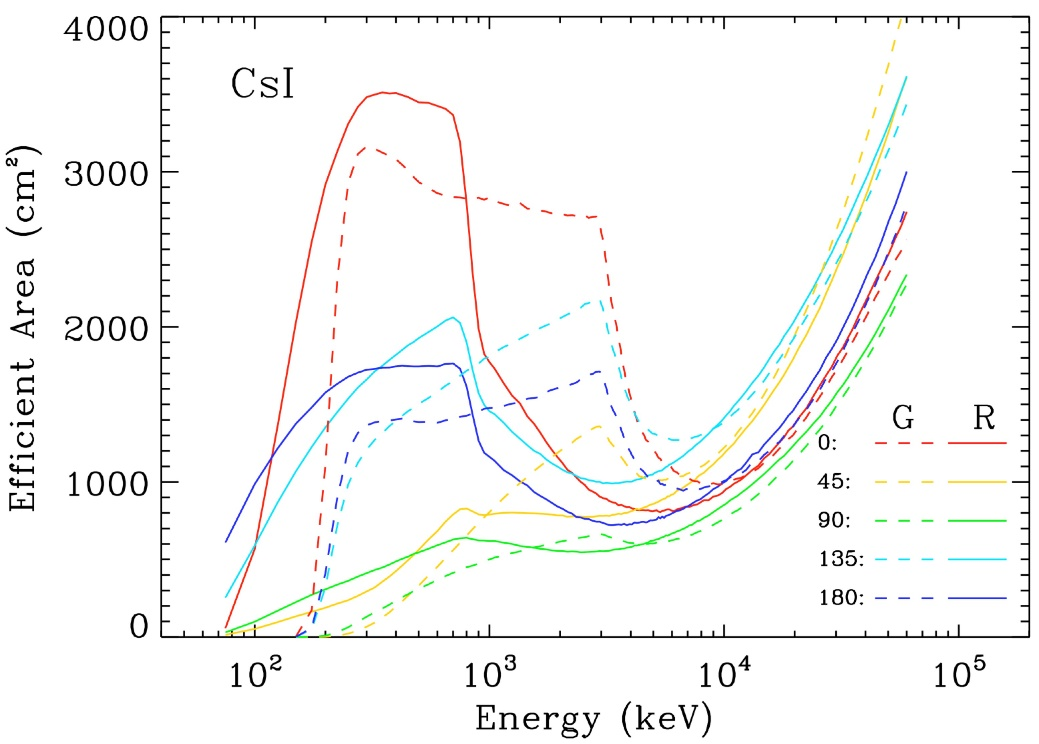 4000
CsI
3000
2000
1000
0
Efficient Area (cm²)
G R
0:
45:
90:
135:
180:
10² 10³ 10⁴ 10⁵
Energy (keV)